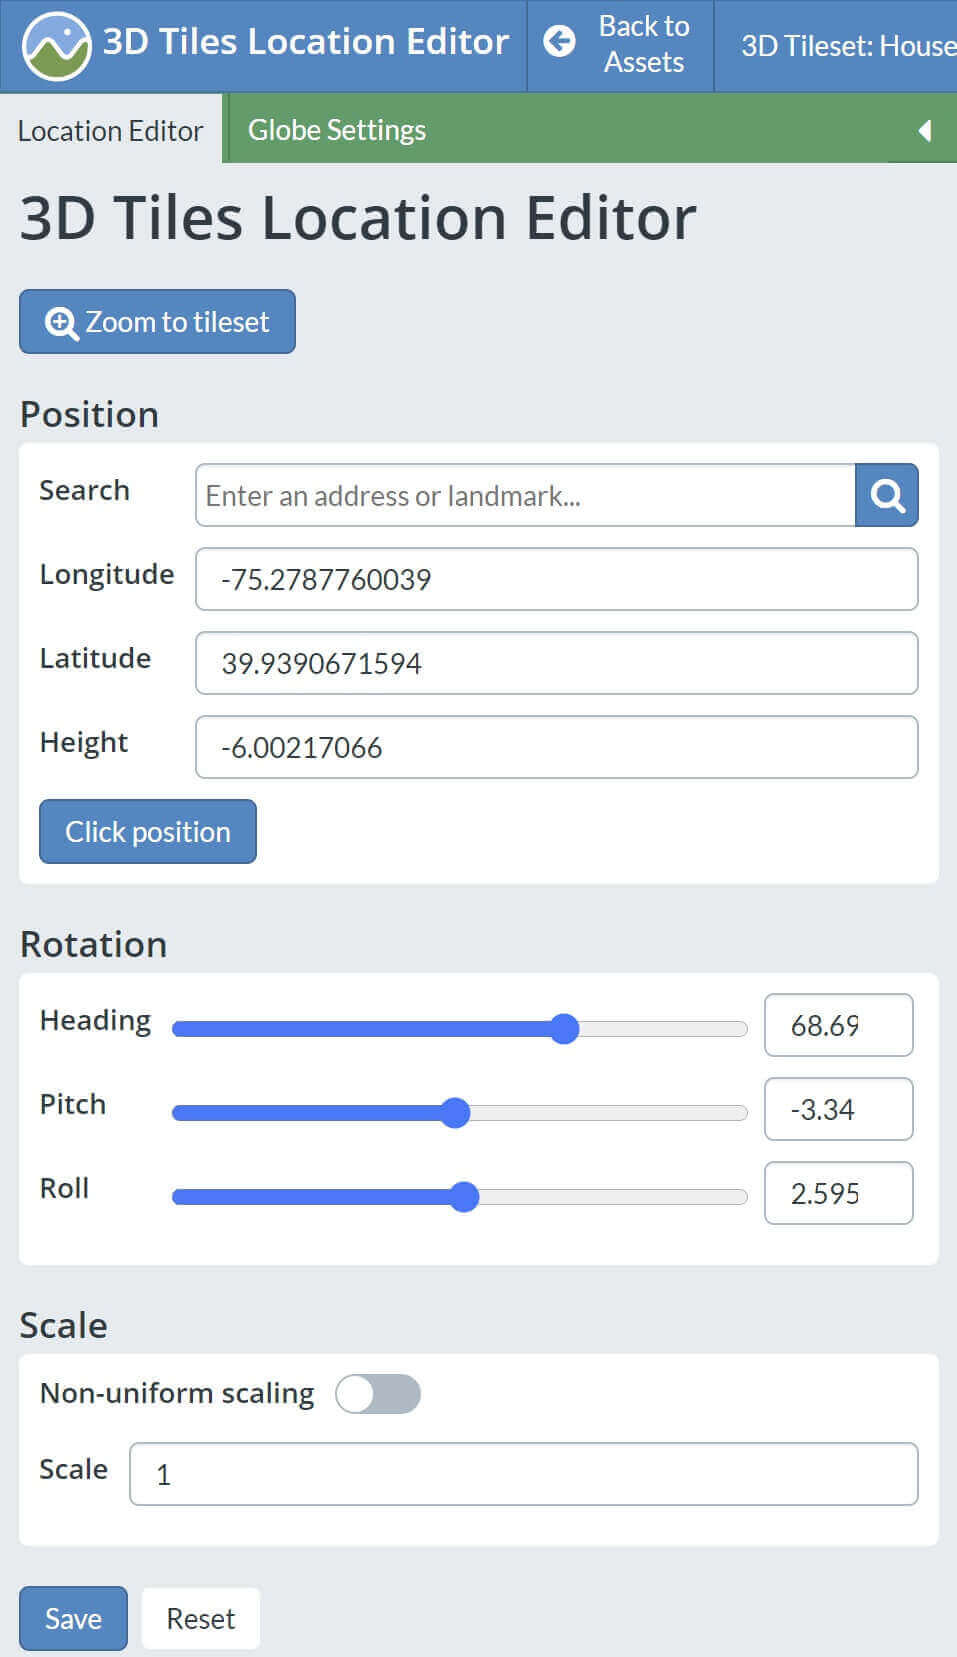 3D Tiles Location Editor
Back to
Assets
3D Tileset: House
Location Editor
Globe Settings
3D Tiles Location Editor
Zoom to tileset
Position
Search
Enter an address or landmark...
Longitude
-75.2787760039
Latitude
39.9390671594
Height
-6.00217066
Click position
Rotation
Heading
68.69
Pitch
-3.34
Roll
2.595
Scale
Non-uniform scaling
Scale
1
Save
Reset